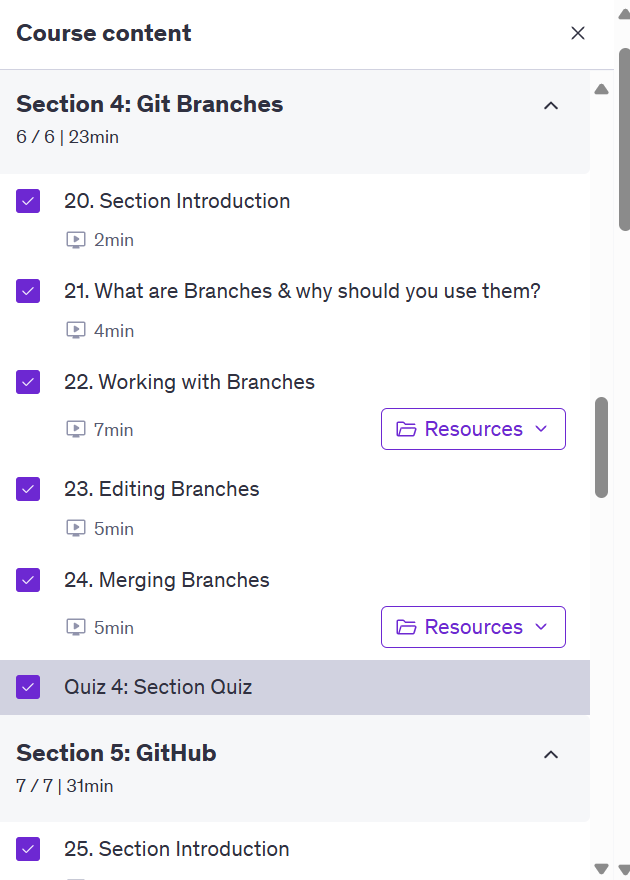 Course content
Section 4: Git Branches
6 / 6 | 23min
20. Section Introduction
2min
21. What are Branches & why should you use them?
4min
22. Working with Branches
7min
Resources
23. Editing Branches
5min
24. Merging Branches
5min
Resources
Quiz 4: Section Quiz
Section 5: GitHub
7 / 7 | 31min
25. Section Introduction